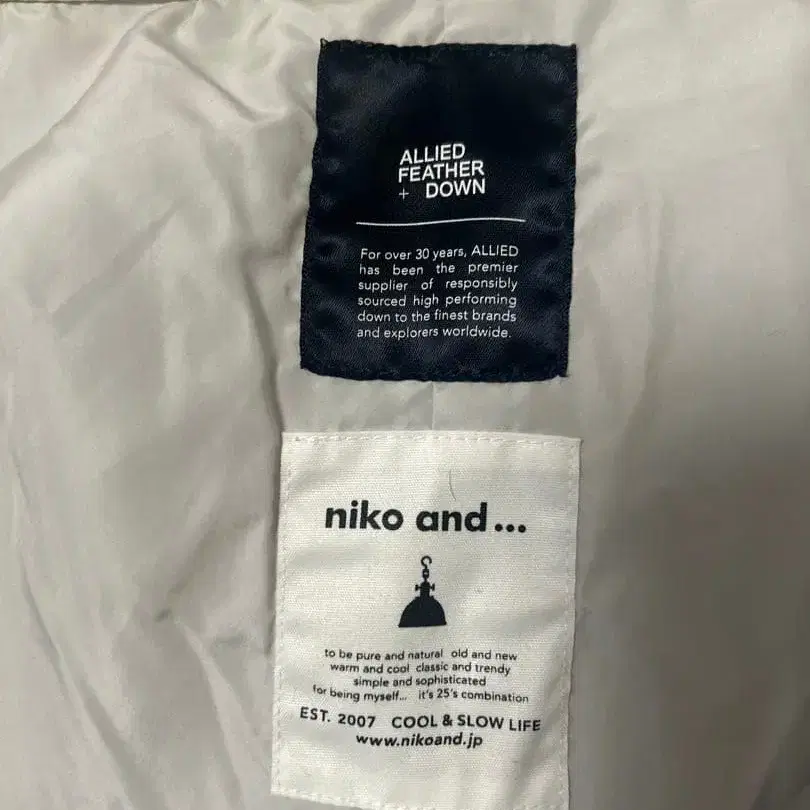 ALLIED
FEATHER
+ DOWN
For over 30 years, ALLIED
has been the premier
supplier of responsibly
sourced high performing
down to the finest brands
and explorers worldwide.
niko and...
to be pure and natural old and new
warm and cool classic and trendy
simple and sophisticated
for being myself... it's 25's combination
EST. 2007 COOL & SLOW LIFE
www.nikoand.jp